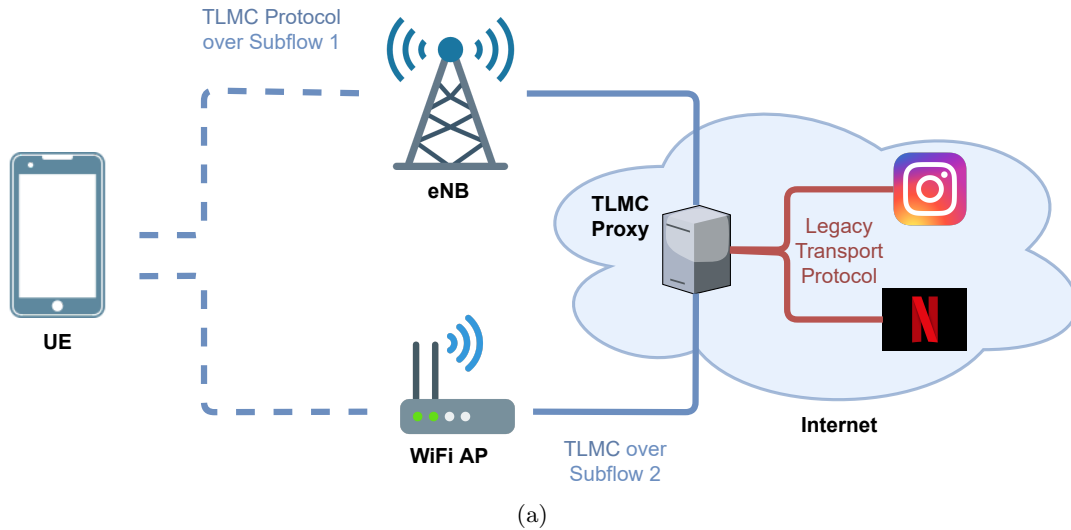 TLMC Protocol
over Subflow 1
eNB
UE
TLMC
Proxy
Legacy
Transport
Protocol
N
WiFi AP
Internet
TLMC over
Subflow 2
(a)